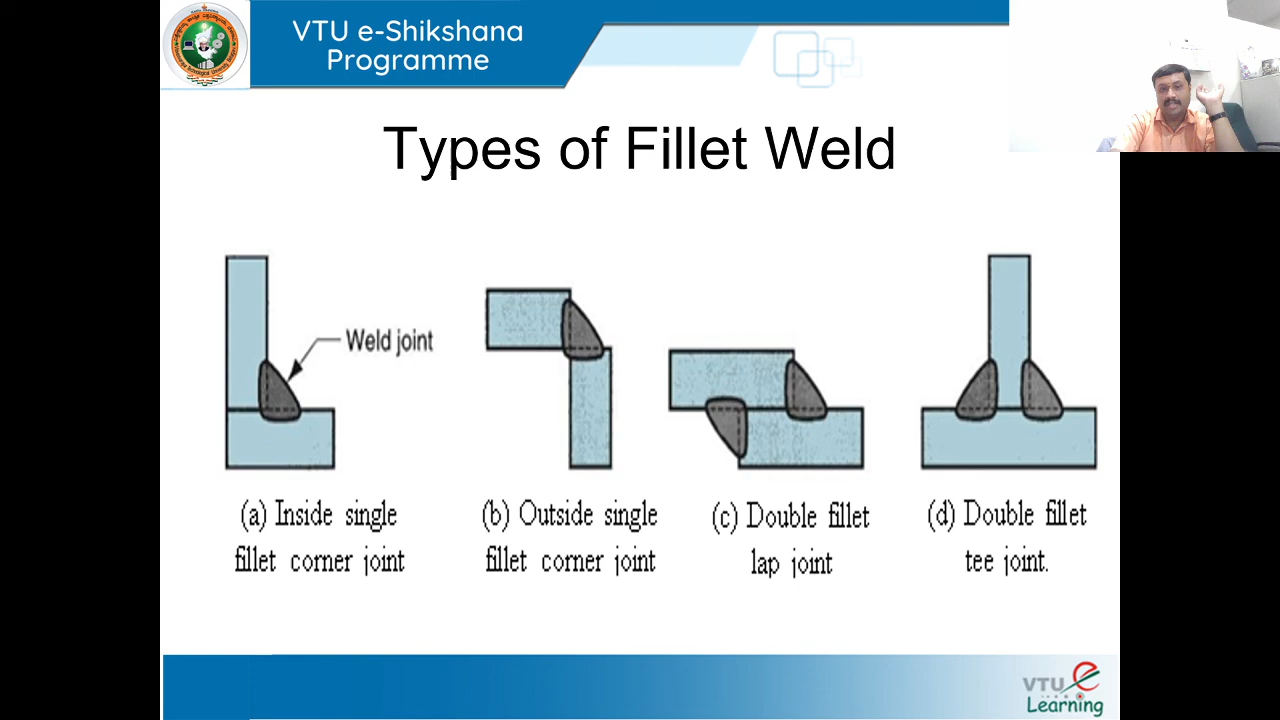 VTU e-Shikshana
Programme
Types of Fillet Weld
Weld joint
(a) Inside single
fillet corner joint
(b) Outside single
fillet corner joint
(c) Double fillet
lap joint
(d) Double fillet
tee joint.
VTU e
Learning